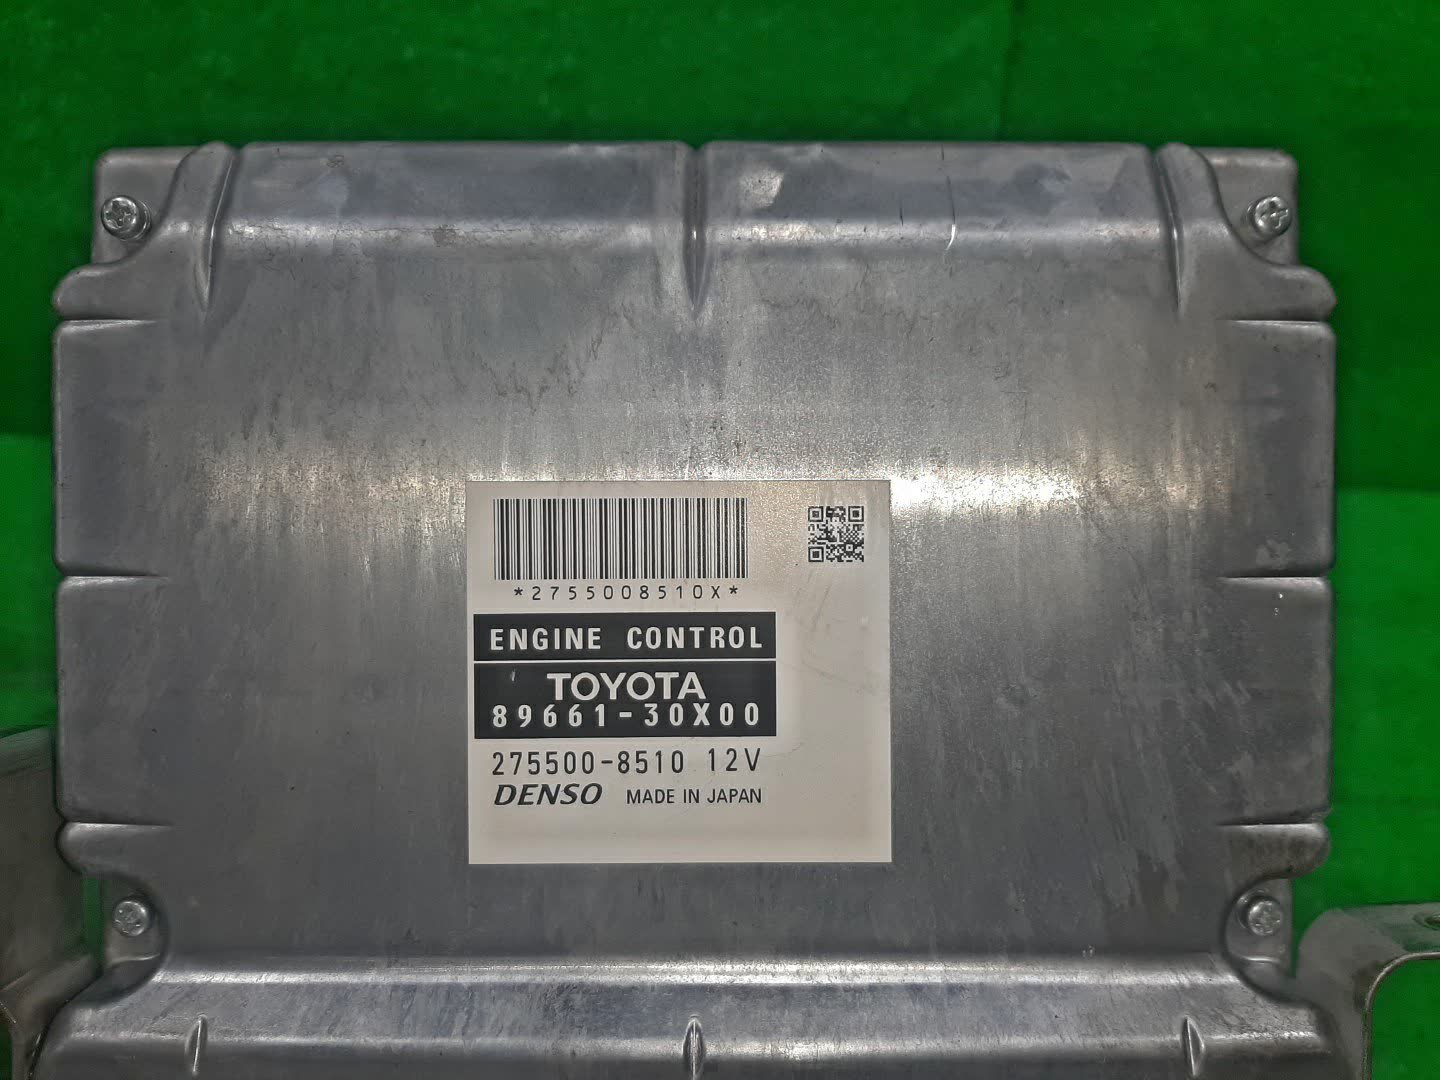 *2755008510X*
ENGINE CONTROL
TOYOTA
89661-30X00
275500-8510 12V
DENSO MADE IN JAPAN